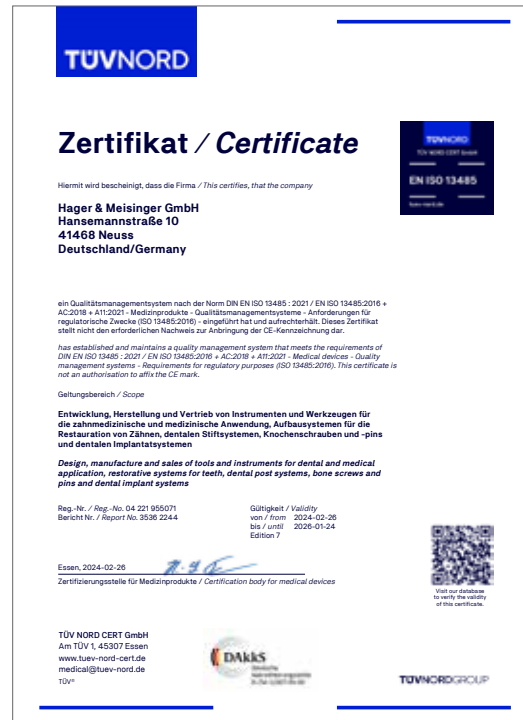 TÜVNORD
Zertifikat / Certificate
TÜVNORD
TÜV NORD CERT GmbH
EN ISO 13485
tuev-nord.de
Hiermit wird bescheinigt, dass die Firma / This certifies, that the company
Hager & Meisinger GmbH
Hansemannstraße 10
41468 Neuss
Deutschland/Germany
ein Qualitätsmanagementsystem nach der Norm DIN EN ISO 13485 : 2021 / EN ISO 13485:2016 +
AC:2018 + A11:2021 - Medizinprodukte - Qualitätsmanagementsysteme - Anforderungen für
regulatorische Zwecke (ISO 13485:2016) - eingeführt hat und aufrechterhält. Dieses Zertifikat
stellt nicht den erforderlichen Nachweis zur Anbringung der CE-Kennzeichnung dar.
has established and maintains a quality management system that meets the requirements of
DIN EN ISO 13485 : 2021 / EN ISO 13485:2016 + AC:2018 + A11:2021 - Medical devices - Quality
management systems - Requirements for regulatory purposes (ISO 13485:2016). This certificate is
not an authorisation to affix the CE mark.
Geltungsbereich / Scope
Entwicklung, Herstellung und Vertrieb von Instrumenten und Werkzeugen für
die zahnmedizinische und medizinische Anwendung, Aufbausystemen für die
Restauration von Zähnen, dentalen Stiftsystemen, Knochenschrauben und -pins
und dentalen Implantatsystemen
Design, manufacture and sales of tools and instruments for dental and medical
application, restorative systems for teeth, dental post systems, bone screws and
pins and dental implant systems
Reg.-Nr. / Reg.-No. 04 221 955071
Bericht Nr. / Report No. 3536 2244
Gültigkeit / Validity
von / from 2024-02-26
bis / until 2026-01-24
Edition 7
Essen, 2024-02-26
Zertifizierungsstelle für Medizinprodukte / Certification body for medical devices
Visit our database
to verify the validity
of this certificate.
TÜV NORD CERT GmbH
Am TÜV 1, 45307 Essen
www.tuev-nord-cert.de
medical@tuev-nord.de
TÜV®
DAkkS
Deutsche
Akkreditierungsstelle
TÜVNORDGROUP